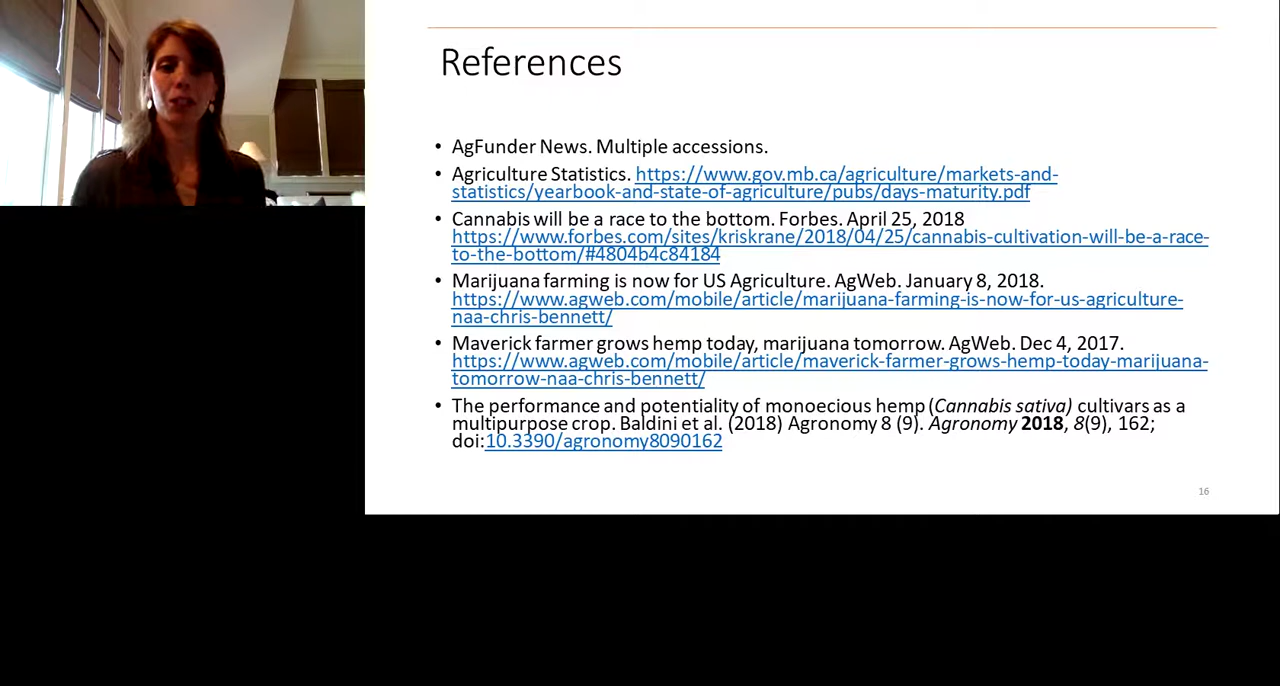 References
• AgFunder News. Multiple accessions.
• Agriculture Statistics. https://www.gov.mb.ca/agriculture/markets-and-
statistics/yearbook-and-state-of-agriculture/pubs/days-maturity.pdf
• Cannabis will be a race to the bottom. Forbes. April 25, 2018
https://www.forbes.com/sites/kriskrane/2018/04/25/cannabis-cultivation-will-be-a-race-
to-the-bottom/#4804b4c84184
• Marijuana farming is now for US Agriculture. AgWeb. January 8, 2018.
https://www.agweb.com/mobile/article/marijuana-farming-is-now-for-us-agriculture-
naa-chris-bennett/
• Maverick farmer grows hemp today, marijuana tomorrow. AgWeb. Dec 4, 2017.
https://www.agweb.com/mobile/article/maverick-farmer-grows-hemp-today-marijuana-
tomorrow-naa-chris-bennett/
• The performance and potentiality of monoecious hemp (Cannabis sativa) cultivars as a
multipurpose crop. Baldini et al. (2018) Agronomy 8 (9). Agronomy 2018, 8(9), 162;
doi:10.3390/agronomy8090162
16